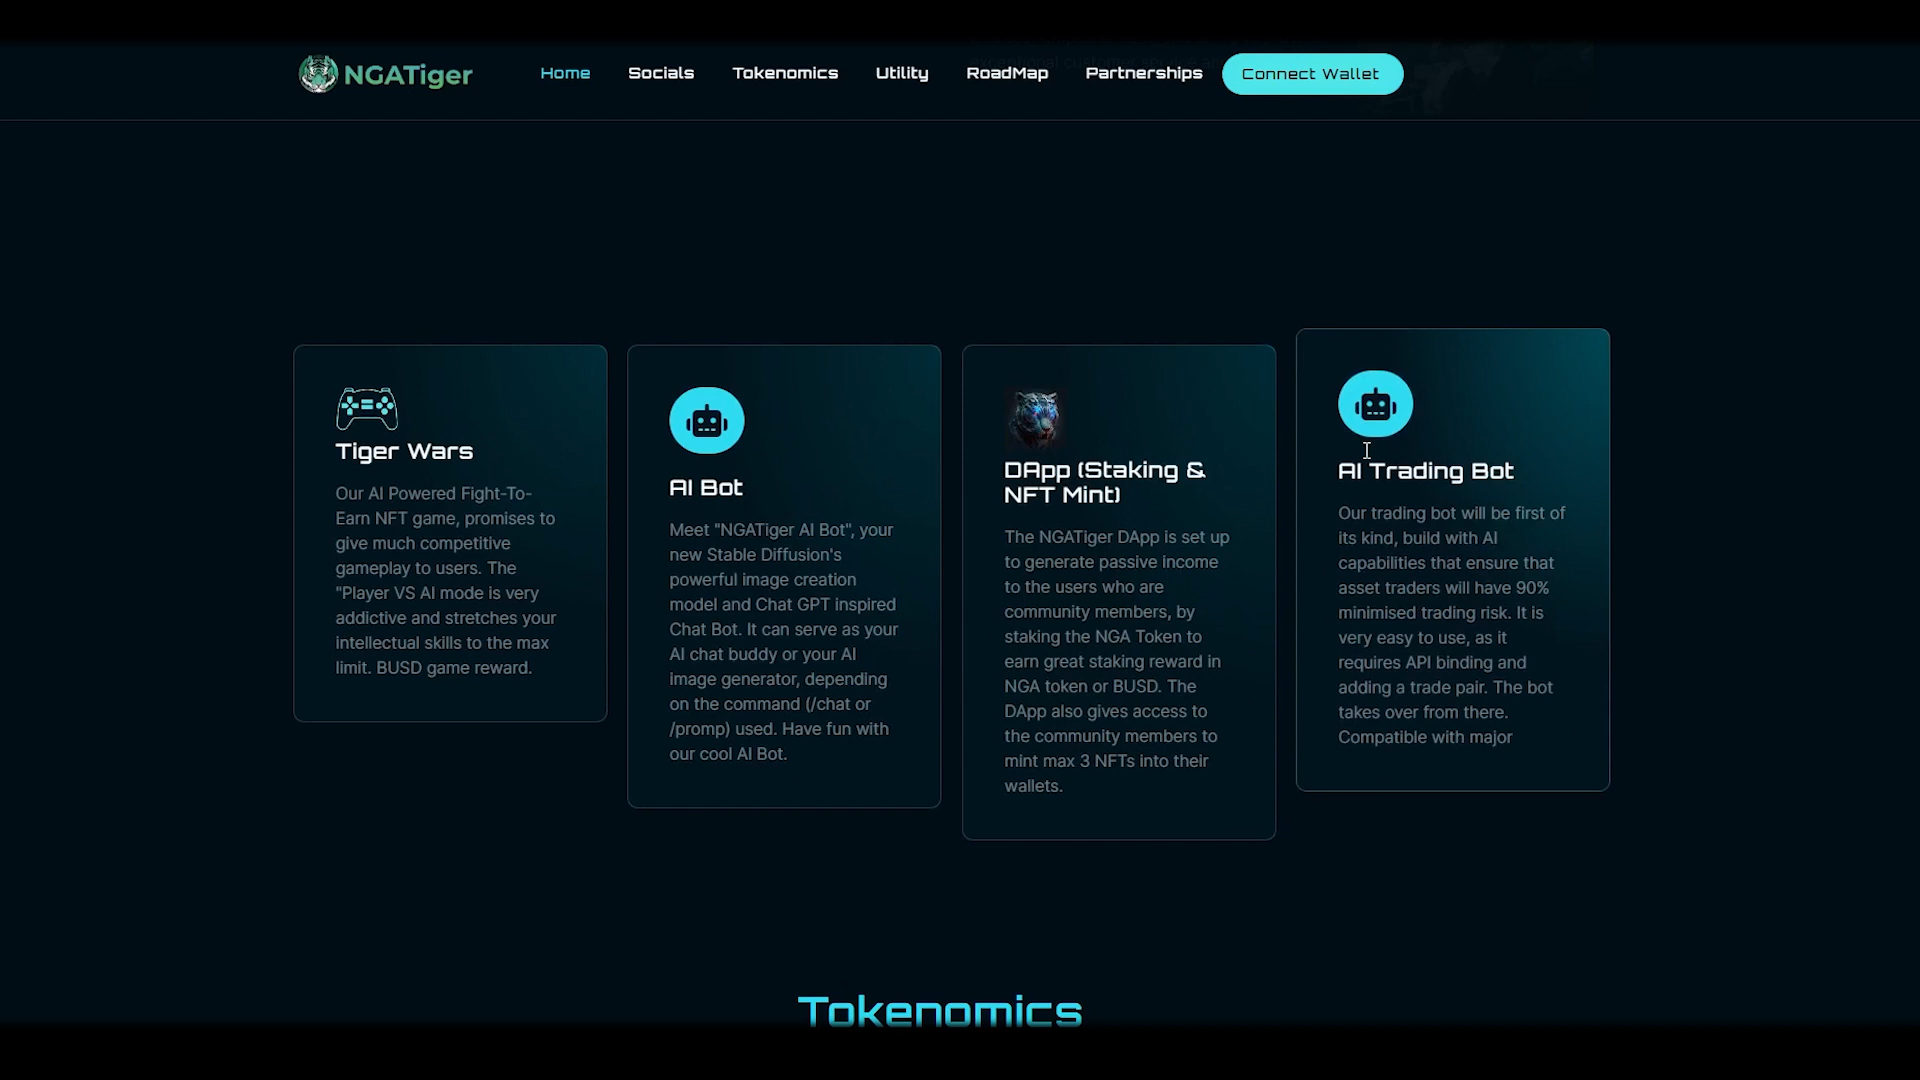 NGATiger
Home
Socials
Tokenomics
Utility
RoadMap
Partnerships
Connect Wallet
Tiger Wars
Our AI Powered Fight-To-
Earn NFT game, promises to
give much competitive
gameplay to users. The
"Player VS AI mode is very
addictive and stretches your
intellectual skills to the max
limit. BUSD game reward.
AI Bot
Meet "NGATiger AI Bot", your
new Stable Diffusion's
powerful image creation
model and Chat GPT inspired
Chat Bot. It can serve as your
AI chat buddy or your AI
image generator, depending
on the command (/chat or
/promp) used. Have fun with
our cool AI Bot.
DApp (Staking &
NFT Mint)
The NGATiger DApp is set up
to generate passive income
to the users who are
community members, by
staking the NGA Token to
earn great staking reward in
NGA token or BUSD. The
DApp also gives access to
the community members to
mint max 3 NFTs into their
wallets.
AI Trading Bot
Our trading bot will be first of
its kind, build with AI
capabilities that ensure that
asset traders will have 90%
minimised trading risk. It is
very easy to use, as it
requires API binding and
adding a trade pair. The bot
takes over from there.
Compatible with major
Tokenomics